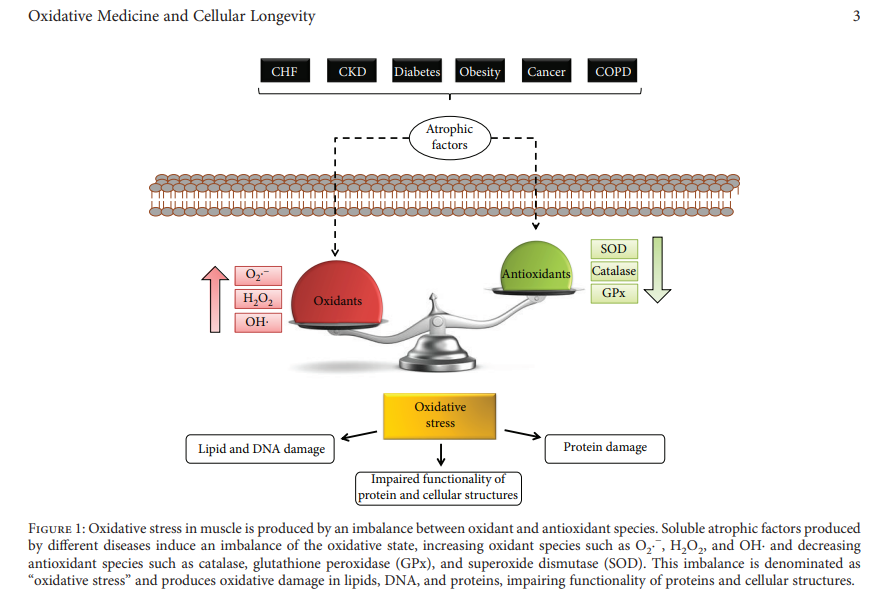 Oxidative Medicine and Cellular Longevity 3
CHF CKD Diabetes Obesity Cancer COPD
Atrophic
factors
O₂·⁻
H₂O₂
OH·
Oxidants
Antioxidants
SOD
Catalase
GPx
Oxidative
stress
Lipid and DNA damage
Impaired functionality of
protein and cellular structures
Protein damage
Figure 1: Oxidative stress in muscle is produced by an imbalance between oxidant and antioxidant species. Soluble atrophic factors produced
by different diseases induce an imbalance of the oxidative state, increasing oxidant species such as O₂·⁻, H₂O₂, and OH· and decreasing
antioxidant species such as catalase, glutathione peroxidase (GPx), and superoxide dismutase (SOD). This imbalance is denominated as
“oxidative stress” and produces oxidative damage in lipids, DNA, and proteins, impairing functionality of proteins and cellular structures.